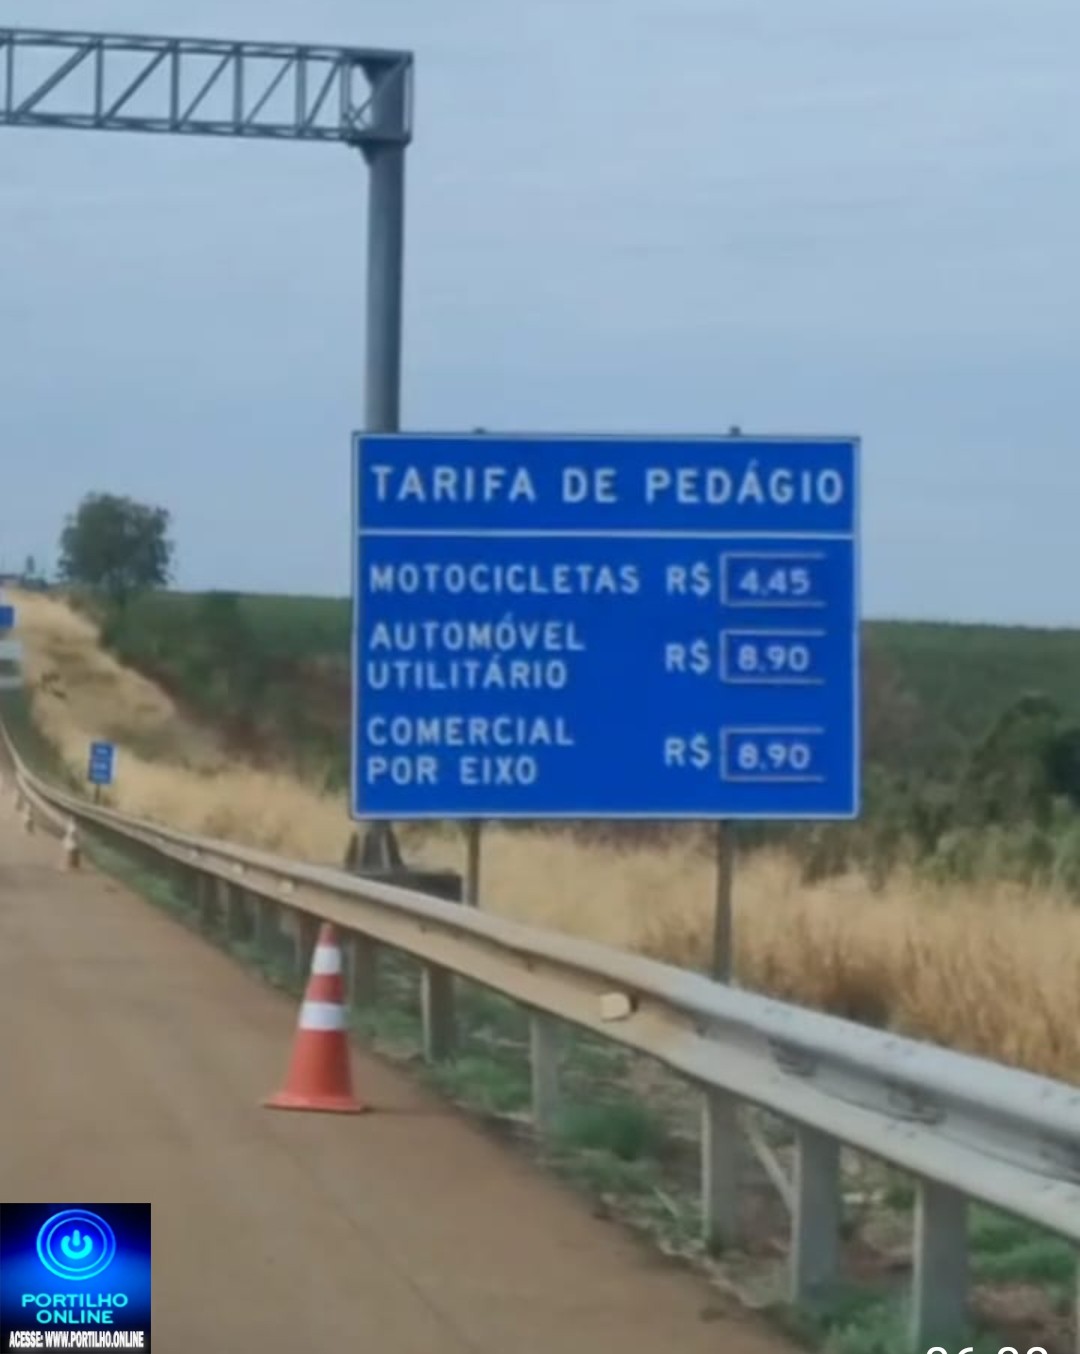 TARIFA DE PEDÁGIO
MOTOCICLETAS R$ 4,45
AUTOMÓVEL
UTILITÁRIO R$ 8,90
COMERCIAL
POR EIXO R$ 8,90
PORTILHO
ONLINE
ACESSE: WWW.PORTILHO.ONLINE